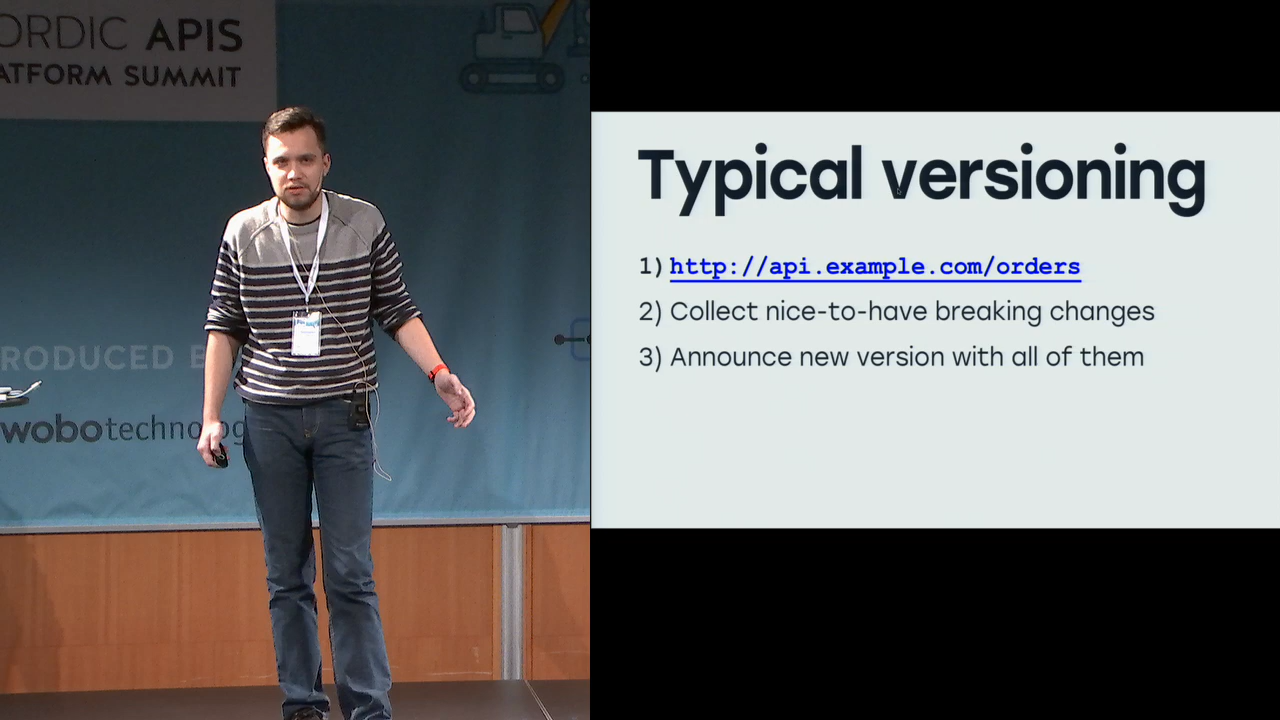 ORDIC APIS
ATFORM SUMMIT
RODUCED B
wobotechnolog
Typical versioning
1) http://api.example.com/orders
2) Collect nice-to-have breaking changes
3) Announce new version with all of them